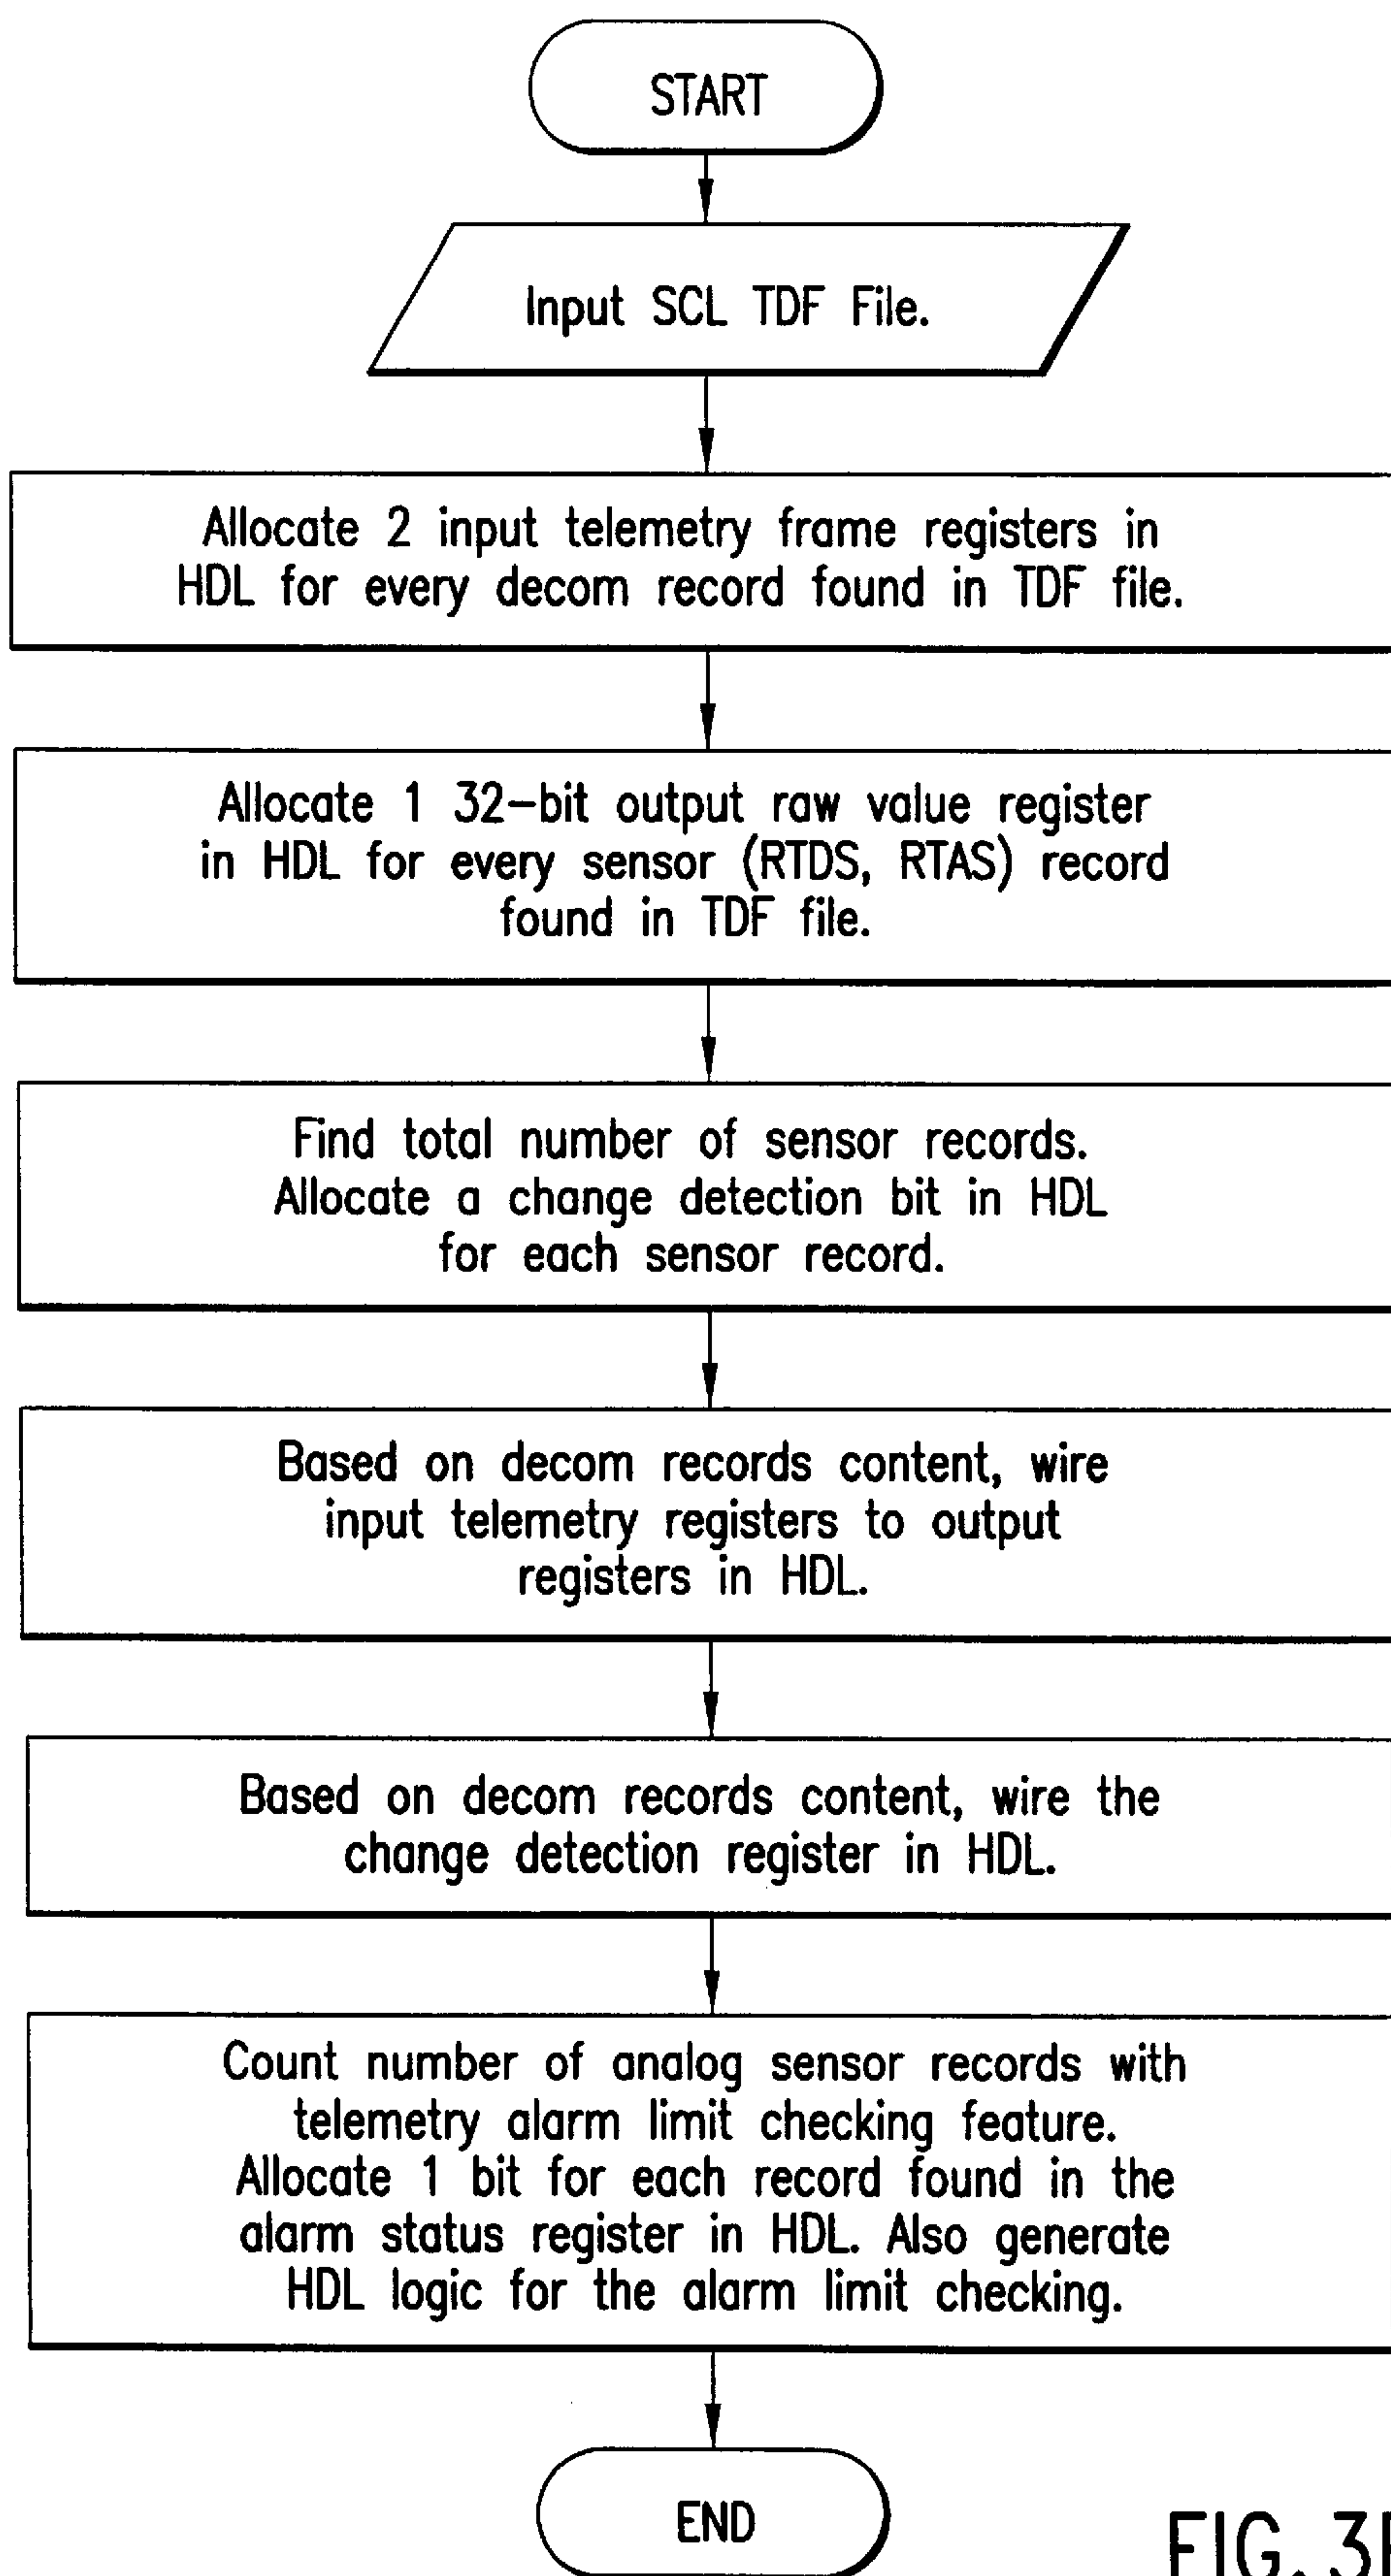 START
Input SCL TDF File.
Allocate 2 input telemetry frame registers in
HDL for every decom record found in TDF file.
Allocate 1 32-bit output raw value register
in HDL for every sensor (RTDS, RTAS) record
found in TDF file.
Find total number of sensor records.
Allocate a change detection bit in HDL
for each sensor record.
Based on decom records content, wire
input telemetry registers to output
registers in HDL.
Based on decom records content, wire the
change detection register in HDL.
Count number of analog sensor records with
telemetry alarm limit checking feature.
Allocate 1 bit for each record found in the
alarm status register in HDL. Also generate
HDL logic for the alarm limit checking.
END